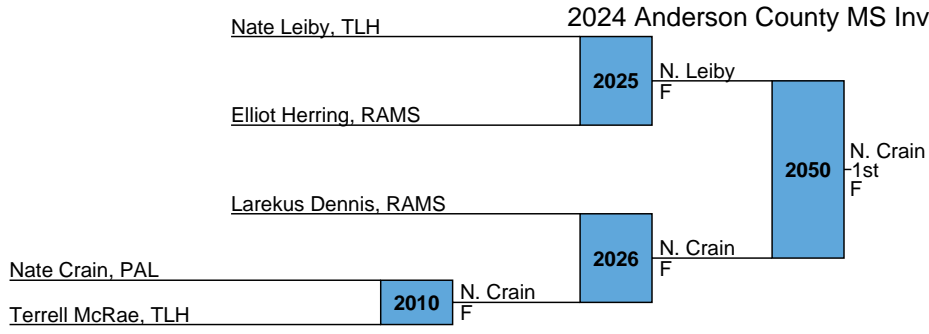 2024 Anderson County MS Inv
Nate Leiby, TLH
2025
N. Leiby
F
Elliot Herring, RAMS
2050
N. Crain
1st
F
Larekus Dennis, RAMS
2026
N. Crain
F
Nate Crain, PAL
2010
N. Crain
F
Terrell McRae, TLH